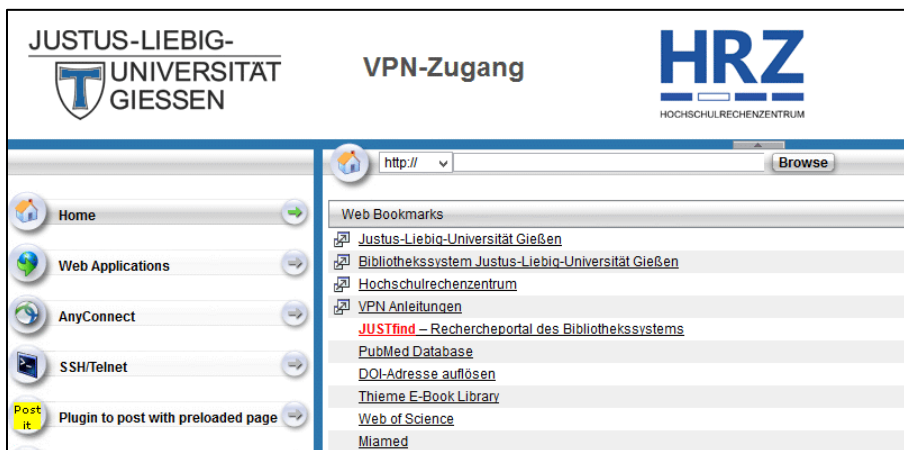 JUSTUS-LIEBIG-
UNIVERSITÄT
GIESSEN
VPN-Zugang
HRZ
HOCHSCHULRECHENZENTRUM
http://
Browse
Home
Web Applications
AnyConnect
SSH/Telnet
Post
it
Plugin to post with preloaded page
Web Bookmarks
Justus-Liebig-Universität Gießen
Bibliothekssystem Justus-Liebig-Universität Gießen
Hochschulrechenzentrum
VPN Anleitungen
JUSTfind – Rechercheportal des Bibliothekssystems
PubMed Database
DOI-Adresse auflösen
Thieme E-Book Library
Web of Science
Miamed